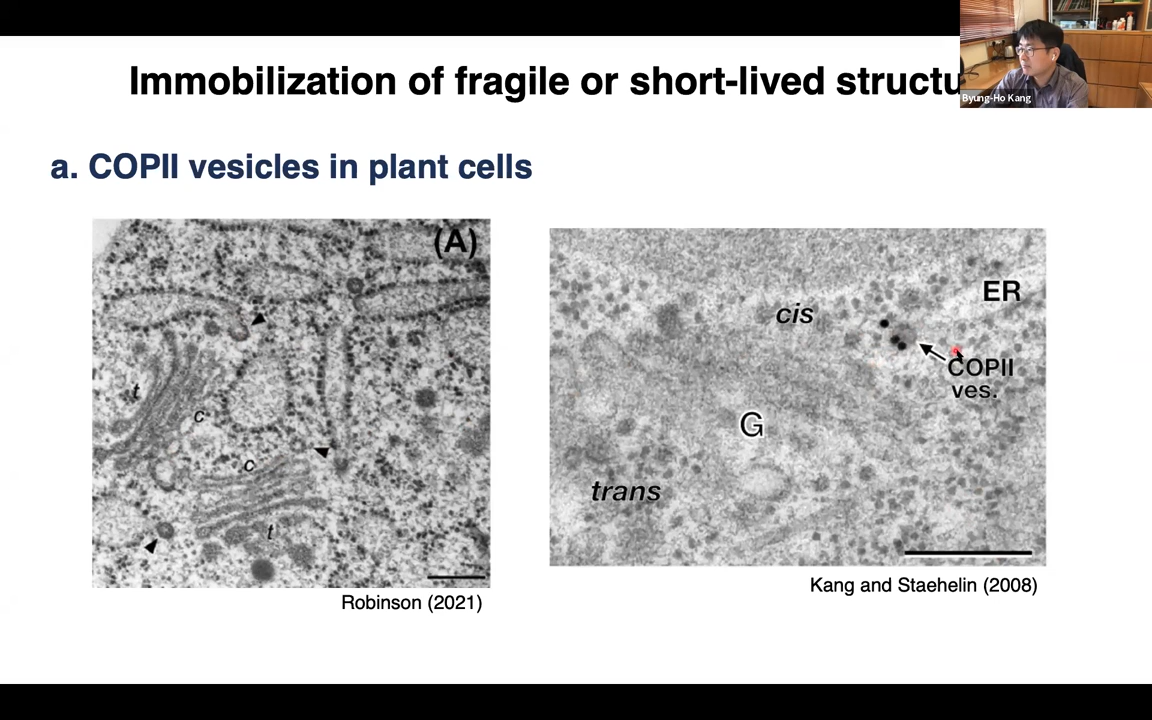 Immobilization of fragile or short-lived structu
Byung-Ho Kang
a. COPII vesicles in plant cells
(A)
t
c
c
t
Robinson (2021)
cis
ER
COPII
ves.
G
trans
Kang and Staehelin (2008)